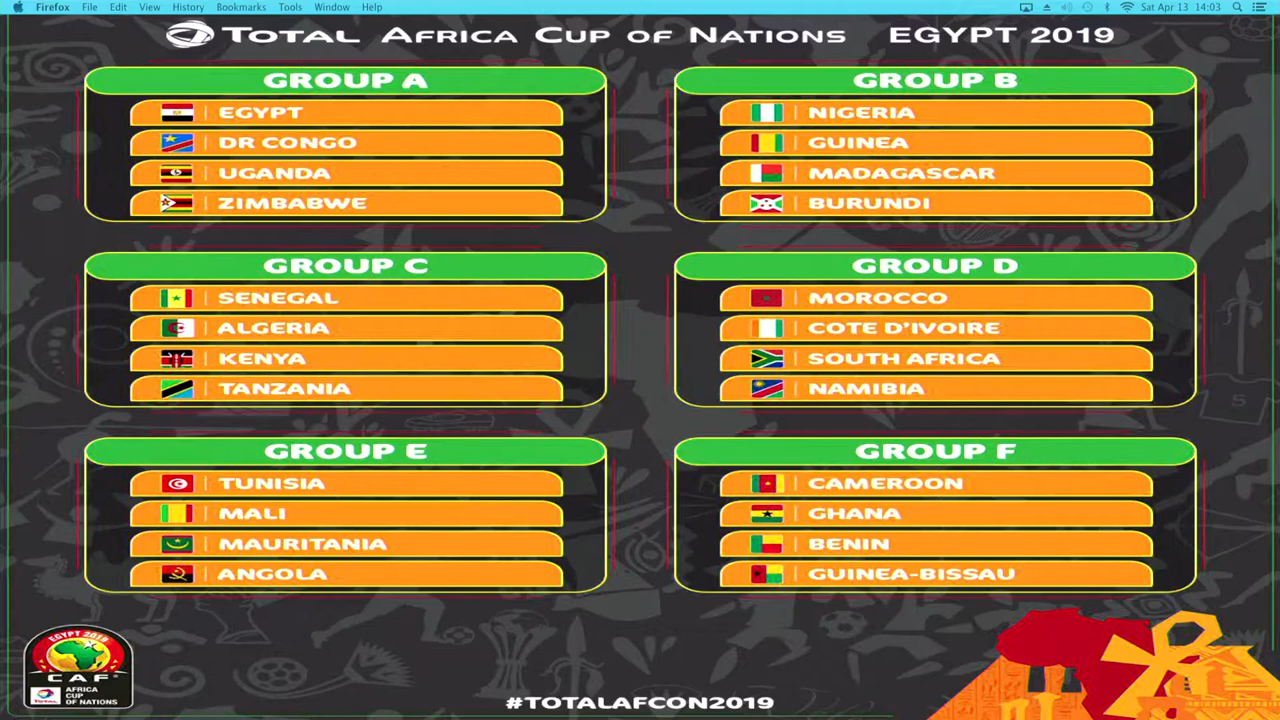 Firefox File Edit View History Bookmarks Tools Window Help Sat Apr 13 14:03
TOTAL AFRICA CUP OF NATIONS EGYPT 2019
GROUP A
EGYPT
DR CONGO
UGANDA
ZIMBABWE
GROUP B
NIGERIA
GUINEA
MADAGASCAR
BURUNDI
GROUP C
SENEGAL
ALGERIA
KENYA
TANZANIA
GROUP D
MOROCCO
COTE D'IVOIRE
SOUTH AFRICA
NAMIBIA
GROUP E
TUNISIA
MALI
MAURITANIA
ANGOLA
GROUP F
CAMEROON
GHANA
BENIN
GUINEA-BISSAU
5
EGYPT 2019
CAF
TOTAL
AFRICA
CUP OF
NATIONS
#TOTALAFCON2019